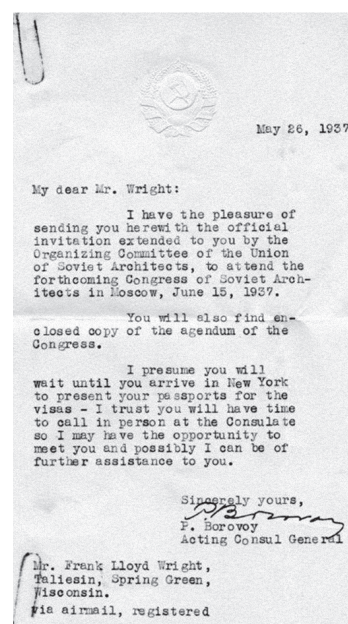 May 26, 1937
My dear Mr. Wright:
I have the pleasure of
sending you herewith the official
invitation extended to you by the
Organizing Committee of the Union
of Soviet Architects, to attend the
forthcoming Congress of Soviet Arch-
itects in Moscow, June 15, 1937.
You will also find en-
closed copy of the agendum of the
Congress.
I presume you will
wait until you arrive in New York
to present your passports for the
visas - I trust you will have time
to call in person at the Consulate
so I may have the opportunity to
meet you and possibly I can be of
further assistance to you.
Sincerely yours,
P. Borovoy
P. Borovoy
Acting Consul General
Mr. Frank Lloyd Wright,
Taliesin, Spring Green,
Wisconsin.
via airmail, registered